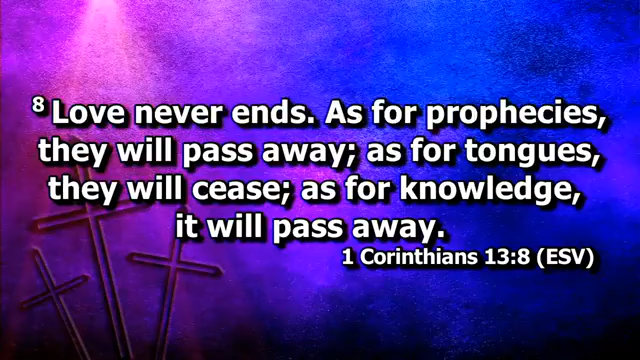 8 Love never ends. As for prophecies,
they will pass away; as for tongues,
they will cease; as for knowledge,
it will pass away.
1 Corinthians 13:8 (ESV)